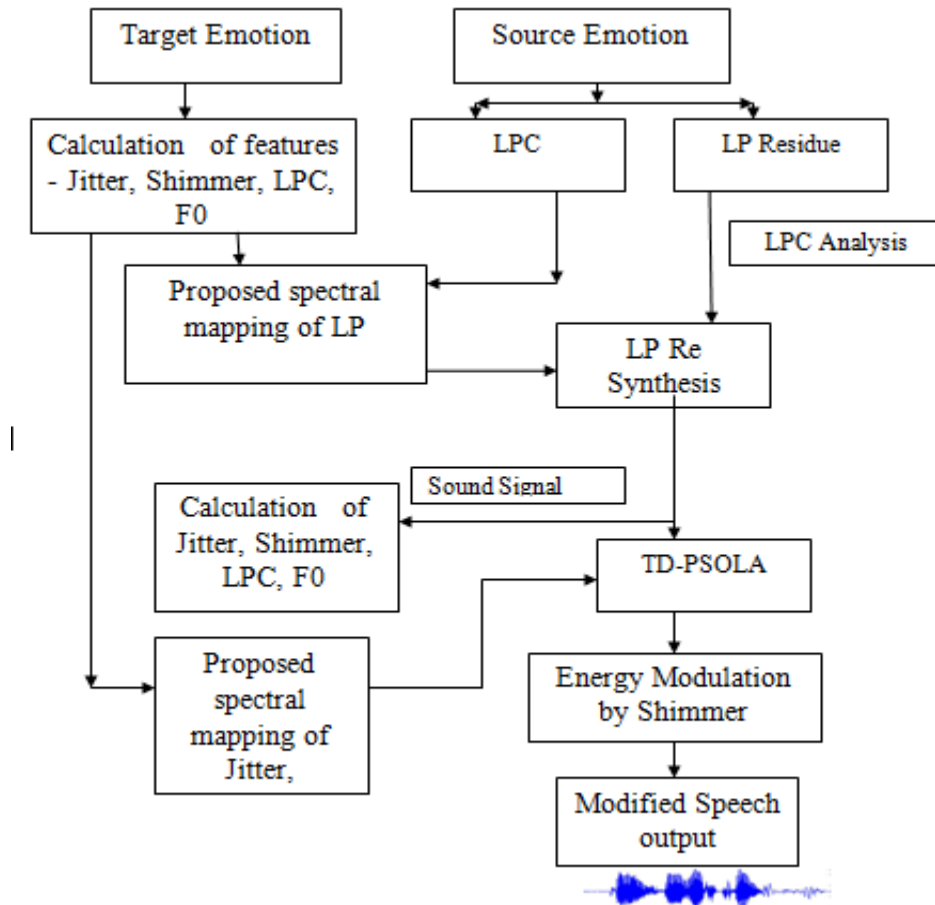 Target Emotion
Source Emotion
Calculation of features
- Jitter, Shimmer, LPC,
F0
LPC
LP Residue
LPC Analysis
Proposed spectral
mapping of LP
LP Re
Synthesis
Sound Signal
Calculation of
Jitter, Shimmer,
LPC, F0
TD-PSOLA
Proposed
spectral
mapping of
Jitter,
Energy Modulation
by Shimmer
Modified Speech
output